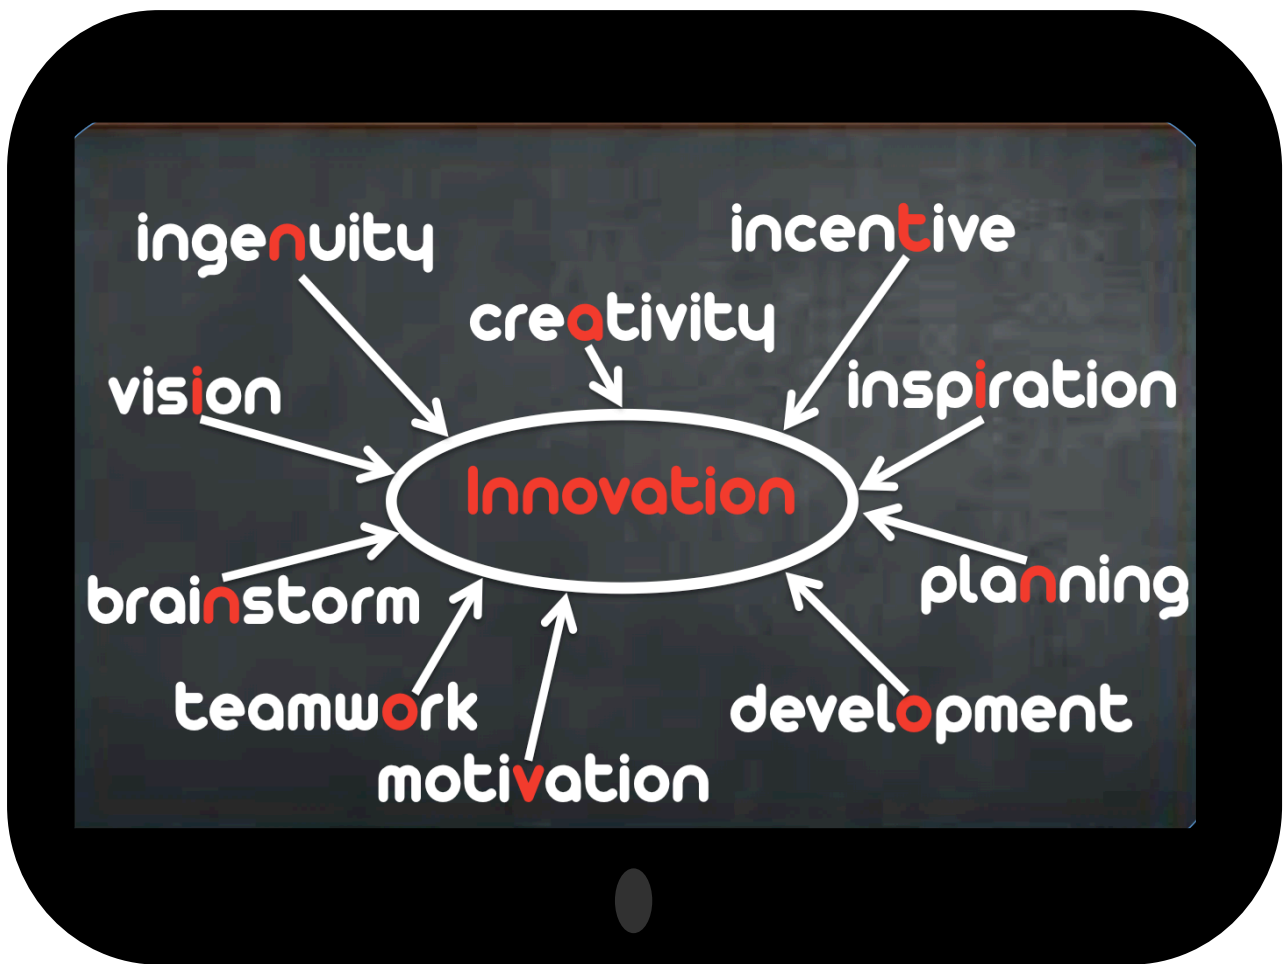 ingenuity
incentive
creativity
vision
inspiration
Innovation
brainstorm
planning
teamwork
development
motivation